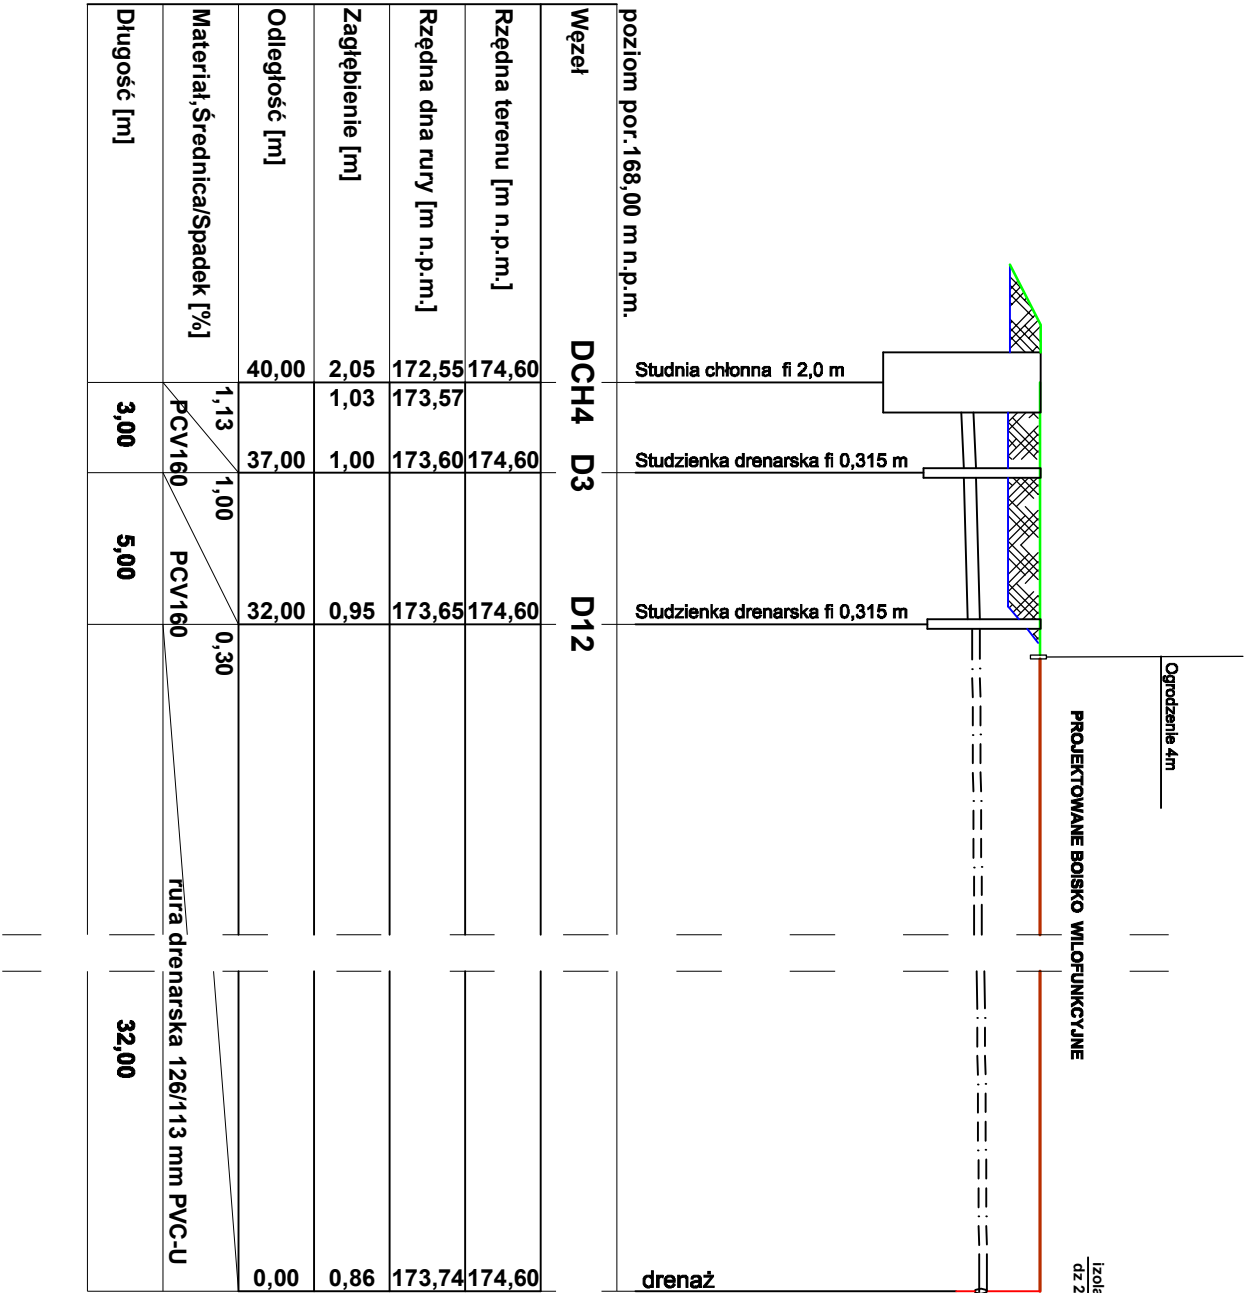 poziom por.168,00 m n.p.m.
Węzeł
DCH4 D3 D12
Rzędna terenu [m n.p.m.]
174,60 174,60 174,60 174,60
Rzędna dna rury [m n.p.m.]
172,55 173,57 173,60 173,65 173,74
Zagłębienie [m]
2,05 1,03 1,00 0,95 0,86
Odległość [m]
40,00 37,00 32,00 0,00
Materiał,Średnica/Spadek [%]
1,13 1,00 0,30
PCV160 PCV160 rura drenarska 126/113 mm PVC-U
Długość [m]
3,00 5,00 32,00
Studnia chłonna fi 2,0 m
Studzienka drenarska fi 0,315 m
Studzienka drenarska fi 0,315 m
drenaż
Ogrodzenie 4m
PROJEKTOWANE BOISKO WILOFUNKCYJNE
izola
dz 2